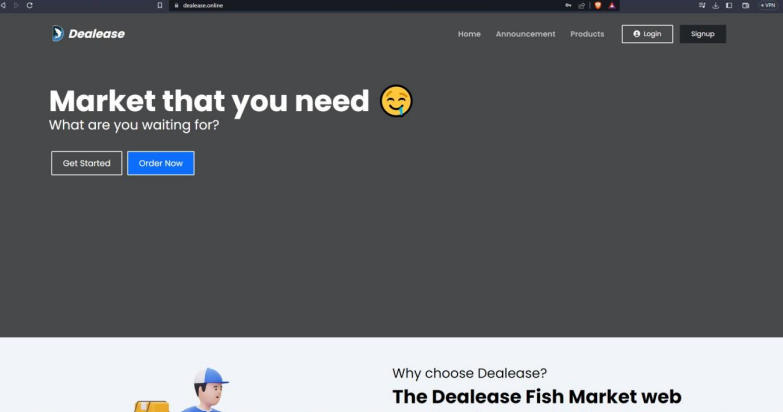 dealease.online
VPN
Dealease
Home Announcement Products Login Signup
Market that you need
What are you waiting for?
Get Started Order Now
Why choose Dealease?
The Dealease Fish Market web